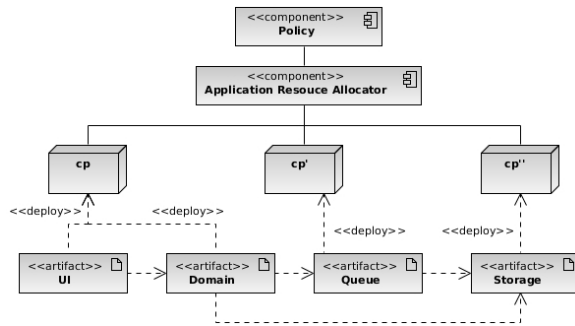 <<component>>
Policy
<<component>>
Application Resouce Allocator
cp
cp'
cp''
<<deploy>>
<<deploy>>
<<deploy>>
<<deploy>>
<<artifact>>
UI
<<artifact>>
Domain
<<artifact>>
Queue
<<artifact>>
Storage